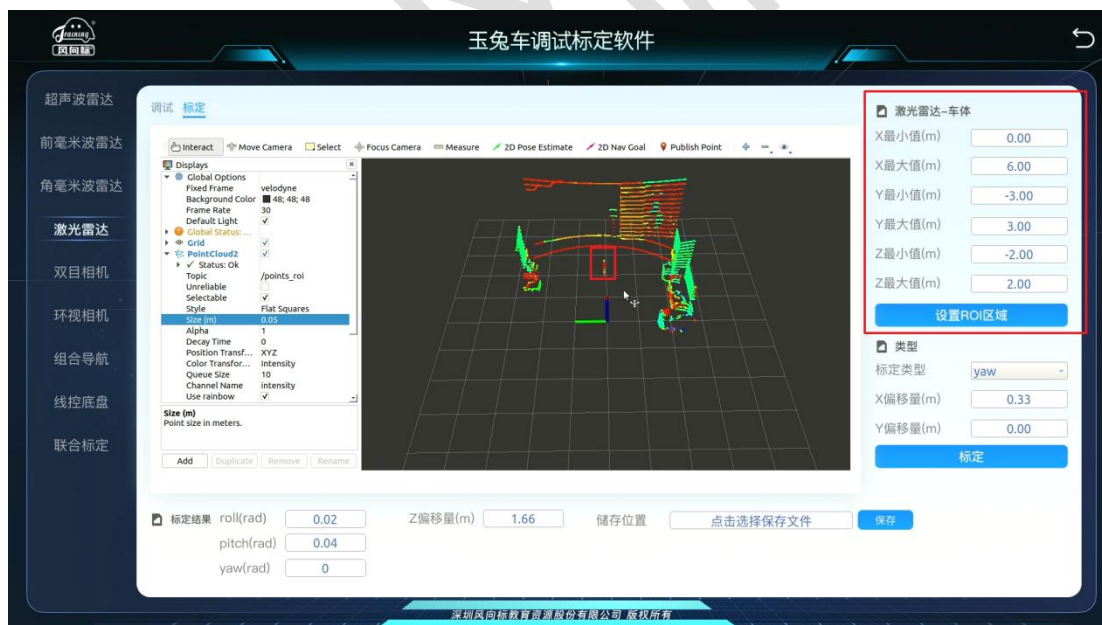 风向标
玉兔车调试标定软件
超声波雷达
前毫米波雷达
角毫米波雷达
激光雷达
双目相机
环视相机
组合导航
线控底盘
联合标定
调试 标定
Interact Move Camera Select Focus Camera Measure 2D Pose Estimate 2D Nav Goal Publish Point
Displays
Global Options
Fixed Frame velodyne
Background Color 48; 48; 48
Frame Rate 30
Default Light ✓
Global Status: ...
Grid ✓
PointCloud2 ✓
✓ Status: Ok
Topic /points_roi
Unreliable
Selectable ✓
Style Flat Squares
Size (m) 0.05
Alpha 1
Decay Time 0
Position Transf... XYZ
Color Transfor... Intensity
Queue Size 10
Channel Name intensity
Use rainbow ✓
Size (m)
Point size in meters.
Add Duplicate Remove Rename
激光雷达-车体
X最小值(m) 0.00
X最大值(m) 6.00
Y最小值(m) -3.00
Y最大值(m) 3.00
Z最小值(m) -2.00
Z最大值(m) 2.00
设置ROI区域
类型
标定类型 yaw
X偏移量(m) 0.33
Y偏移量(m) 0.00
标定
标定结果 roll(rad) 0.02 Z偏移量(m) 1.66 储存位置 点击选择保存文件 保存
pitch(rad) 0.04
yaw(rad) 0
深圳风向标教育资源股份有限公司 版权所有